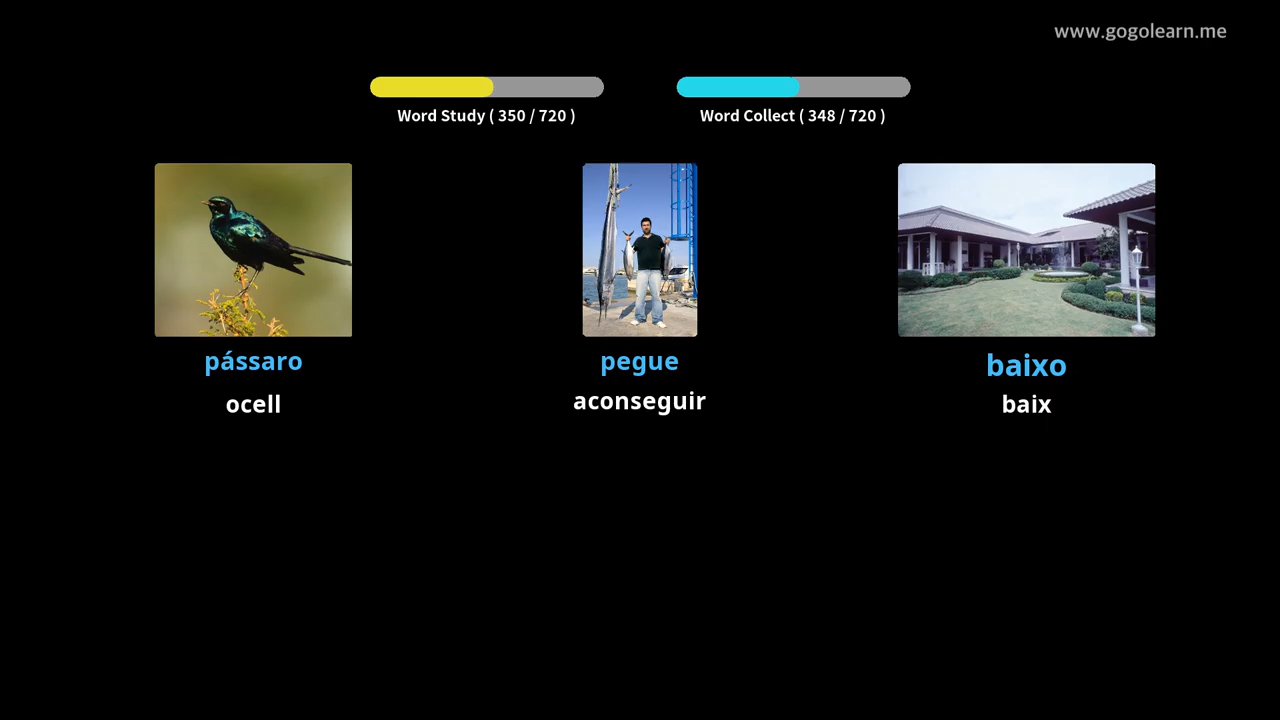 www.gogolearn.me
Word Study ( 350 / 720 )
Word Collect ( 348 / 720 )
pássaro
ocell
pegue
aconseguir
baixo
baix